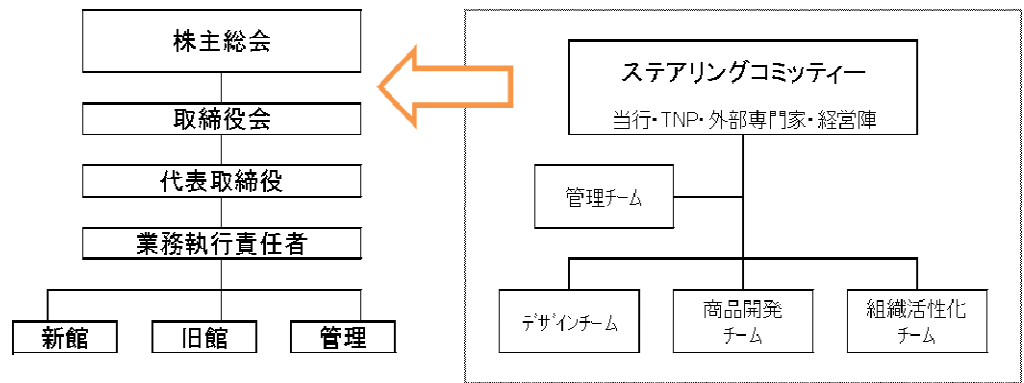 株主総会
取締役会
代表取締役
業務執行責任者
新館
旧館
管理
ステアリングコミッティー
当行・TNP・外部専門家・経営陣
管理ﾁｰﾑ
ﾃﾞｻﾞｲﾝﾁｰﾑ
商品開発
ﾁｰﾑ
組織活性化
ﾁｰﾑ